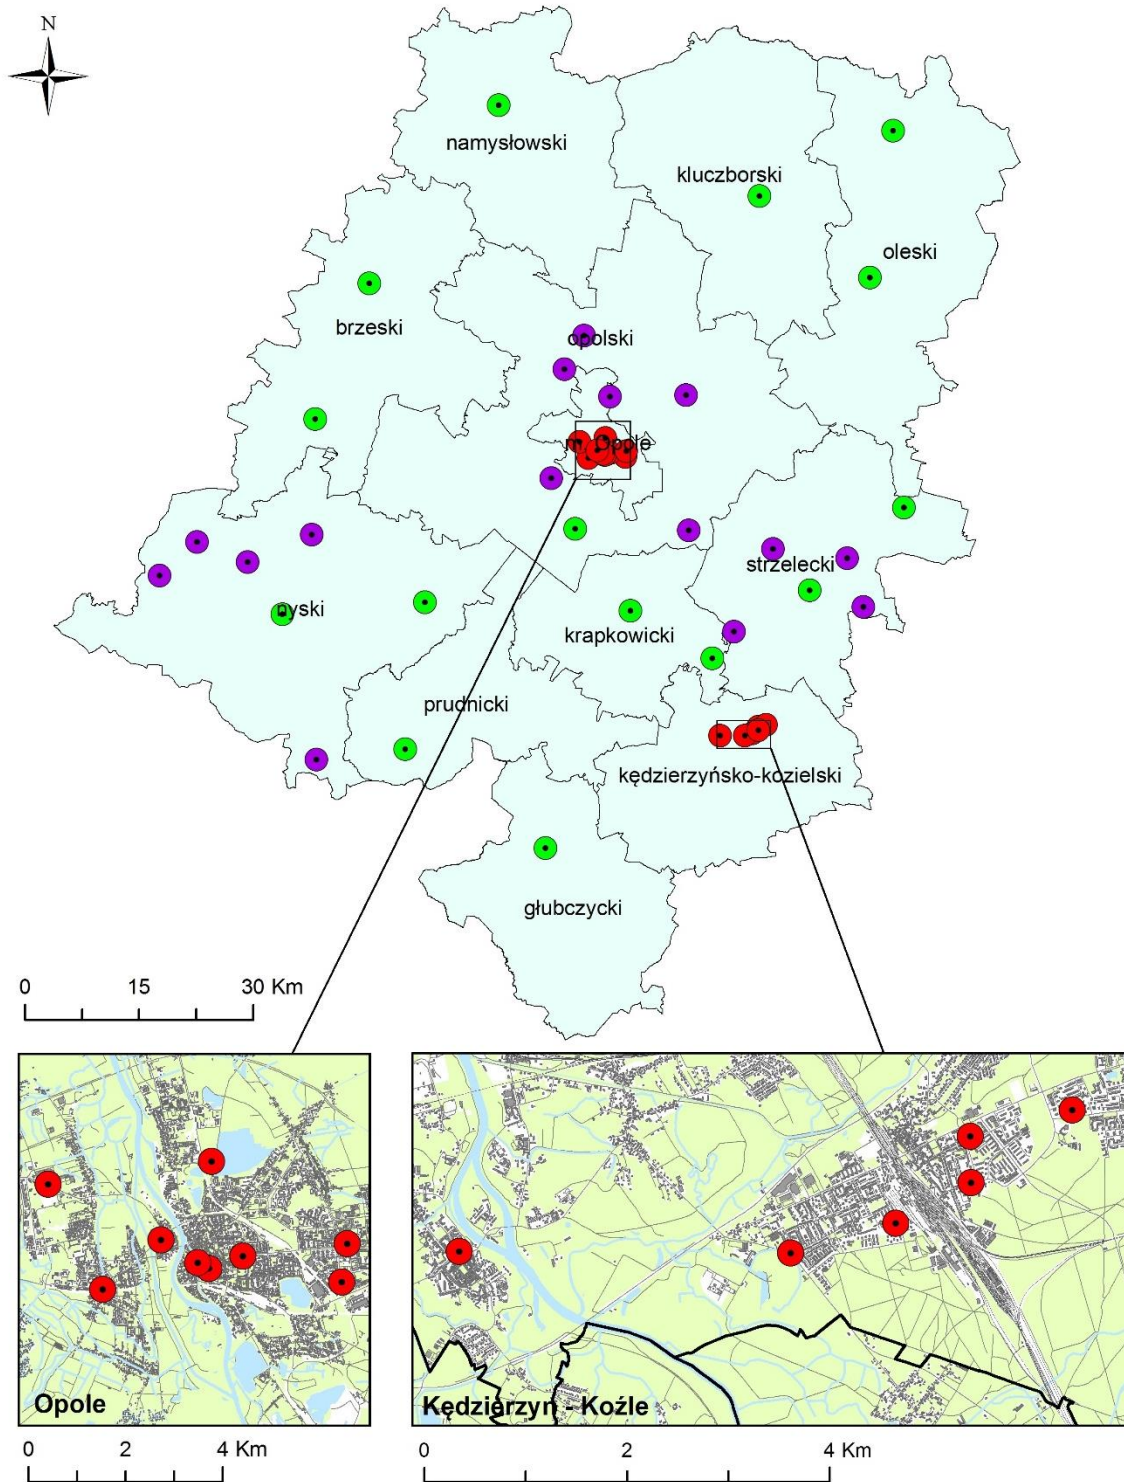 N
namysłowski
kluczborski
oleski
brzeski
opolski
m. Opole
strzelecki
nyski
krapkowicki
prudnicki
kędzierzyńsko-kozielski
głubczycki
0 15 30 Km
Opole
Kędzierzyn - Koźle
0 2 4 Km
0 2 4 Km